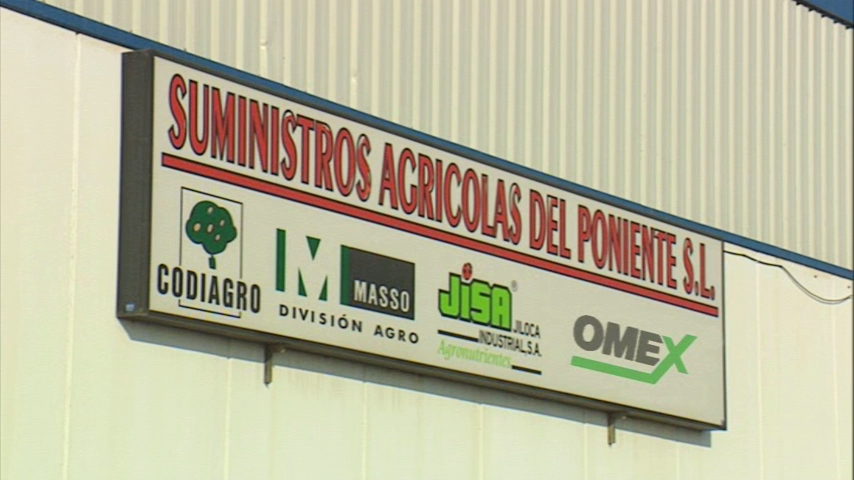 SUMINISTROS AGRICOLAS DEL PONIENTE S.L.
CODIAGRO
M MASSO
DIVISIÓN AGRO
JISA®
JILOCA
INDUSTRIAL, S.A.
Agronutrientes
OMEX